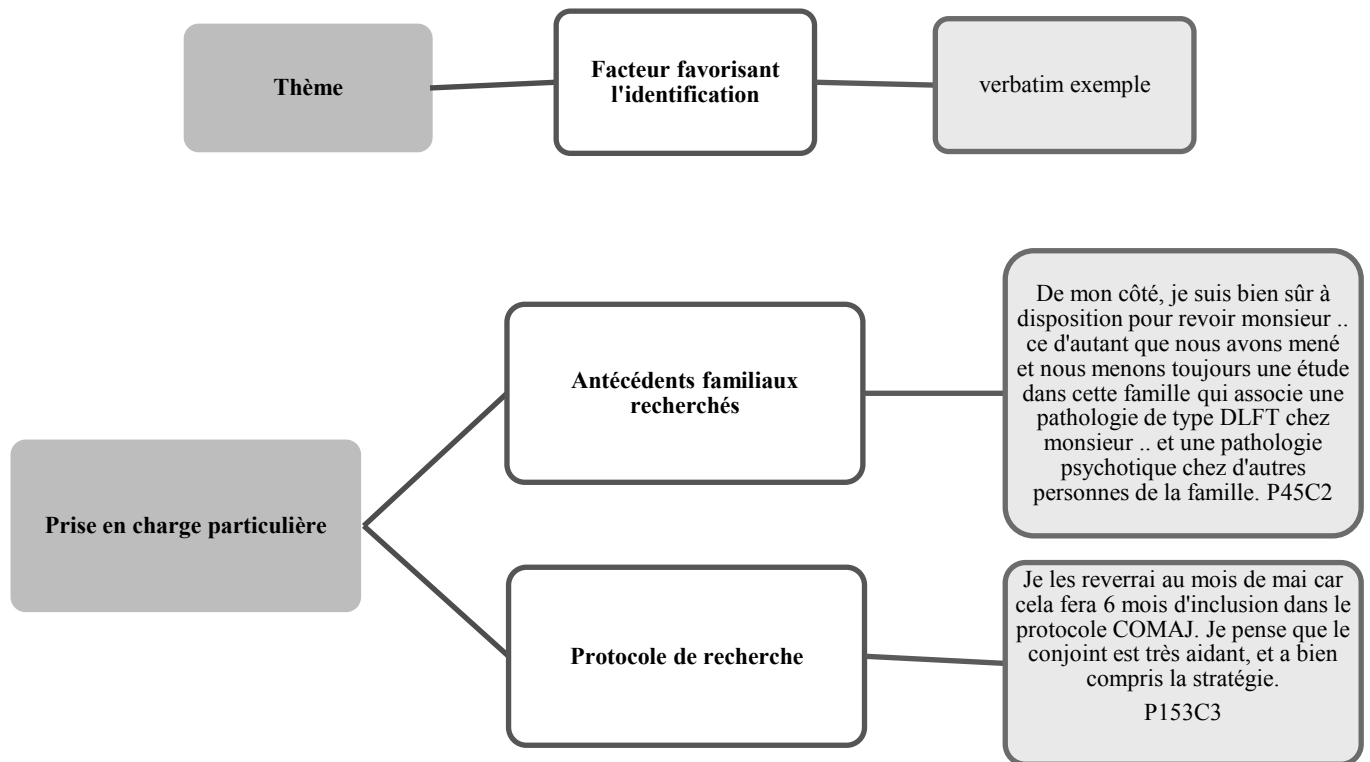 Thème
Facteur favorisant
l'identification
verbatim exemple
Prise en charge particulière
Antécédents familiaux
recherchés
De mon côté, je suis bien sûr à
disposition pour revoir monsieur ..
ce d'autant que nous avons mené
et nous menons toujours une étude
dans cette famille qui associe une
pathologie de type DLFT chez
monsieur .. et une pathologie
psychotique chez d'autres
personnes de la famille. P45C2
Protocole de recherche
Je les reverrai au mois de mai car
cela fera 6 mois d'inclusion dans le
protocole COMAJ. Je pense que le
conjoint est très aidant, et a bien
compris la stratégie.
P153C3